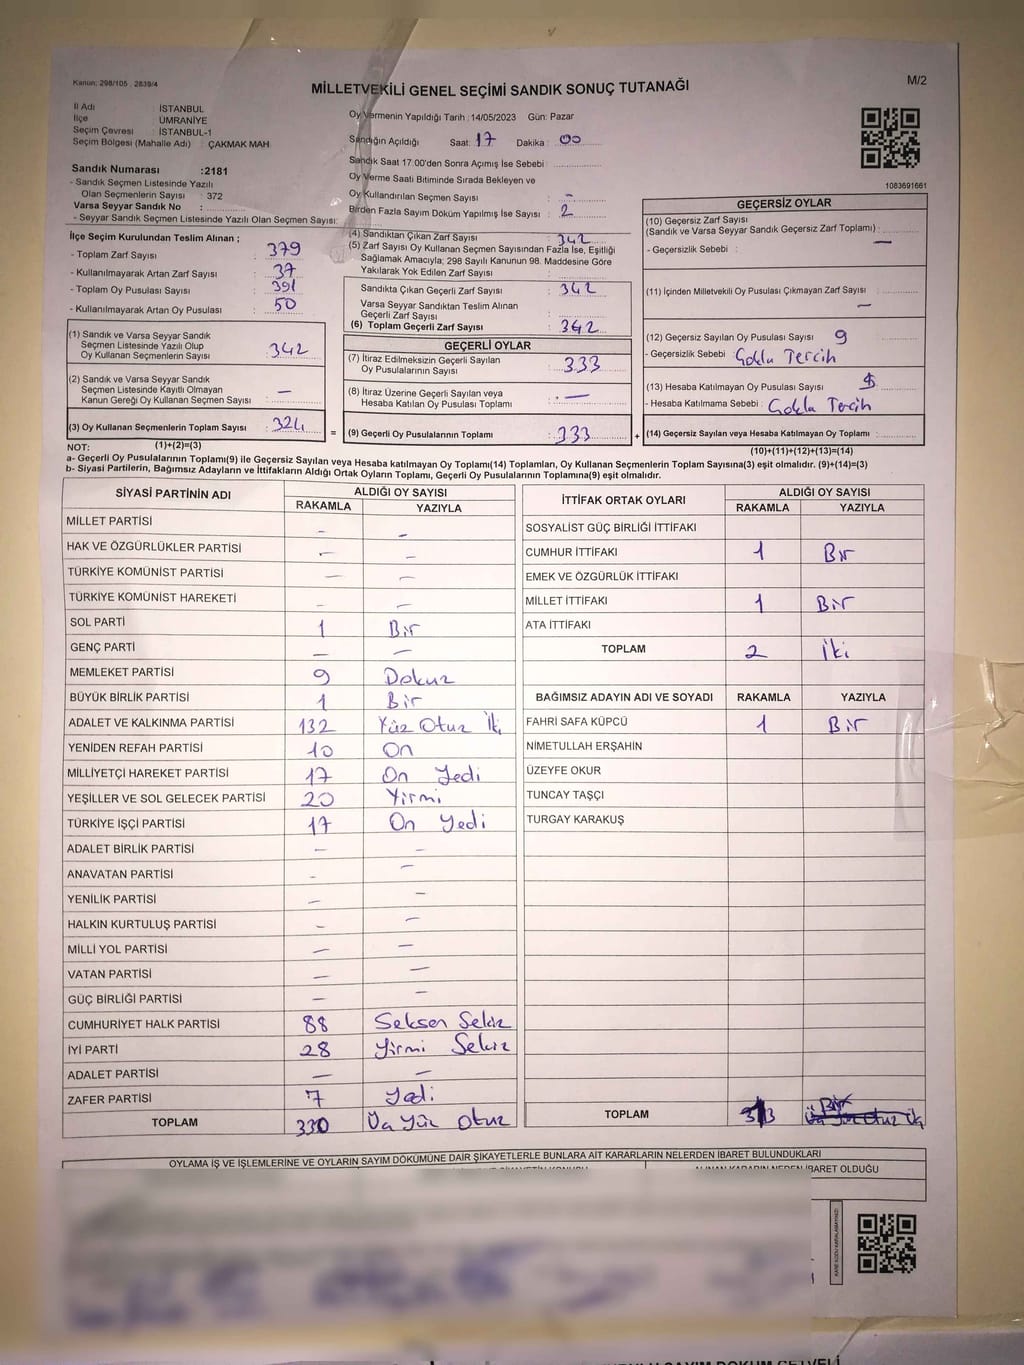 Kanun: 298/105 2839/4
M/2
MİLLETVEKİLİ GENEL SEÇİMİ SANDIK SONUÇ TUTANAĞI
İl Adı : İSTANBUL
İlçe : ÜMRANİYE
Seçim Çevresi : İSTANBUL-1
Seçim Bölgesi (Mahalle Adı) : ÇAKMAK MAH
Sandık Numarası :2181
- Sandık Seçmen Listesinde Yazılı
Olan Seçmenlerin Sayısı : 372
Varsa Seyyar Sandık No :
- Seyyar Sandık Seçmen Listesinde Yazılı Olan Seçmen Sayısı:
Oy Vermenin Yapıldığı Tarih :14/05/2023 Gün: Pazar
Sandığın Açıldığı Saat: 17 Dakika: 00
Sandık Saat 17:00'den Sonra Açımış İse Sebebi :
Oy Verme Saati Bitiminde Sırada Bekleyen ve
Oy Kullandırılan Seçmen Sayısı : -
Birden Fazla Sayım Döküm Yapılmış İse Sayısı : 2
1083691661
İlçe Seçim Kurulundan Teslim Alınan ;
- Toplam Zarf Sayısı : 379
- Kullanılmayarak Artan Zarf Sayısı : 37
- Toplam Oy Pusulası Sayısı : 391
- Kullanılmayarak Artan Oy Pusulası : 50
(1) Sandık ve Varsa Seyyar Sandık
Seçmen Listesinde Yazılı Olup
Oy Kullanan Seçmenlerin Sayısı : 342
(2) Sandık ve Varsa Seyyar Sandık
Seçmen Listesinde Kayıtlı Olmayan
Kanun Gereği Oy Kullanan Seçmen Sayısı : -
(3) Oy Kullanan Seçmenlerin Toplam Sayısı : 324
(4) Sandıktan Çıkan Zarf Sayısı : 342
(5) Zarf Sayısı Oy Kullanan Seçmen Sayısından Fazla İse, Eşitliği
Sağlamak Amacıyla; 298 Sayılı Kanunun 98. Maddesine Göre
Yakılarak Yok Edilen Zarf Sayısı :
Sandıkta Çıkan Geçerli Zarf Sayısı : 342
Varsa Seyyar Sandıktan Teslim Alınan
Geçerli Zarf Sayısı :
(6) Toplam Geçerli Zarf Sayısı : 342
GEÇERLİ OYLAR
(7) İtiraz Edilmeksizin Geçerli Sayılan
Oy Pusulalarının Sayısı : 333
(8) İtiraz Üzerine Geçerli Sayılan veya
Hesaba Katılan Oy Pusulası Toplamı : -
= (9) Geçerli Oy Pusulalarının Toplamı : 333 +
GEÇERSİZ OYLAR
(10) Geçersiz Zarf Sayısı
(Sandık ve Varsa Seyyar Sandık Geçersiz Zarf Toplamı) : -
- Geçersizlik Sebebi :
(11) İçinden Milletvekili Oy Pusulası Çıkmayan Zarf Sayısı : -
(12) Geçersiz Sayılan Oy Pusulası Sayısı : 9
- Geçersizlik Sebebi : Çoklu Tercih
(13) Hesaba Katılmayan Oy Pusulası Sayısı :
- Hesaba Katılmama Sebebi : Çoklu Tercih
(14) Geçersiz Sayılan veya Hesaba Katılmayan Oy Toplamı :
NOT: (1)+(2)=(3)
(10)+(11)+(12)+(13)=(14)
a- Geçerli Oy Pusulalarının Toplamı(9) ile Geçersiz Sayılan veya Hesaba katılmayan Oy Toplamı(14) Toplamları, Oy Kullanan Seçmenlerin Toplam Sayısına(3) eşit olmalıdır. (9)+(14)=(3)
b- Siyasi Partilerin, Bağımsız Adayların ve İttifakların Aldığı Ortak Oyların Toplamı, Geçerli Oy Pusulalarının Toplamına(9) eşit olmalıdır.
SİYASİ PARTİNİN ADI ALDIĞI OY SAYISI
RAKAMLA YAZIYLA
MİLLET PARTİSİ - -
HAK VE ÖZGÜRLÜKLER PARTİSİ - -
TÜRKİYE KOMÜNİST PARTİSİ - -
TÜRKİYE KOMÜNİST HAREKETİ - -
SOL PARTİ 1 Bir
GENÇ PARTİ - -
MEMLEKET PARTİSİ 9 Dokuz
BÜYÜK BİRLİK PARTİSİ 1 Bir
ADALET VE KALKINMA PARTİSİ 132 Yüz Otuz İki
YENİDEN REFAH PARTİSİ 10 On
MİLLİYETÇİ HAREKET PARTİSİ 17 On Yedi
YEŞİLLER VE SOL GELECEK PARTİSİ 20 Yirmi
TÜRKİYE İŞÇİ PARTİSİ 17 On Yedi
ADALET BİRLİK PARTİSİ - -
ANAVATAN PARTİSİ - -
YENİLİK PARTİSİ - -
HALKIN KURTULUŞ PARTİSİ - -
MİLLİ YOL PARTİSİ - -
VATAN PARTİSİ - -
GÜÇ BİRLİĞİ PARTİSİ - -
CUMHURİYET HALK PARTİSİ 88 Seksen Sekiz
İYİ PARTİ 28 Yirmi Sekiz
ADALET PARTİSİ - -
ZAFER PARTİSİ 7 Yedi
TOPLAM 330 Üç Yüz Otuz
İTTİFAK ORTAK OYLARI ALDIĞI OY SAYISI
RAKAMLA YAZIYLA
SOSYALİST GÜÇ BİRLİĞİ İTTİFAKI
CUMHUR İTTİFAKI 1 Bir
EMEK VE ÖZGÜRLÜK İTTİFAKI
MİLLET İTTİFAKI 1 Bir
ATA İTTİFAKI
TOPLAM 2 İki
BAĞIMSIZ ADAYIN ADI VE SOYADI RAKAMLA YAZIYLA
FAHRİ SAFA KÜPCÜ 1 Bir
NİMETULLAH ERŞAHİN
ÜZEYFE OKUR
TUNCAY TAŞÇI
TURGAY KARAKUŞ
TOPLAM Bir
OYLAMA İŞ VE İŞLEMLERİNE VE OYLARIN SAYIM DÖKÜMÜNE DAİR ŞİKAYETLERLE BUNLARA AİT KARARLARIN NELERDEN İBARET BULUNDUKLARI
İBARET OLDUĞU